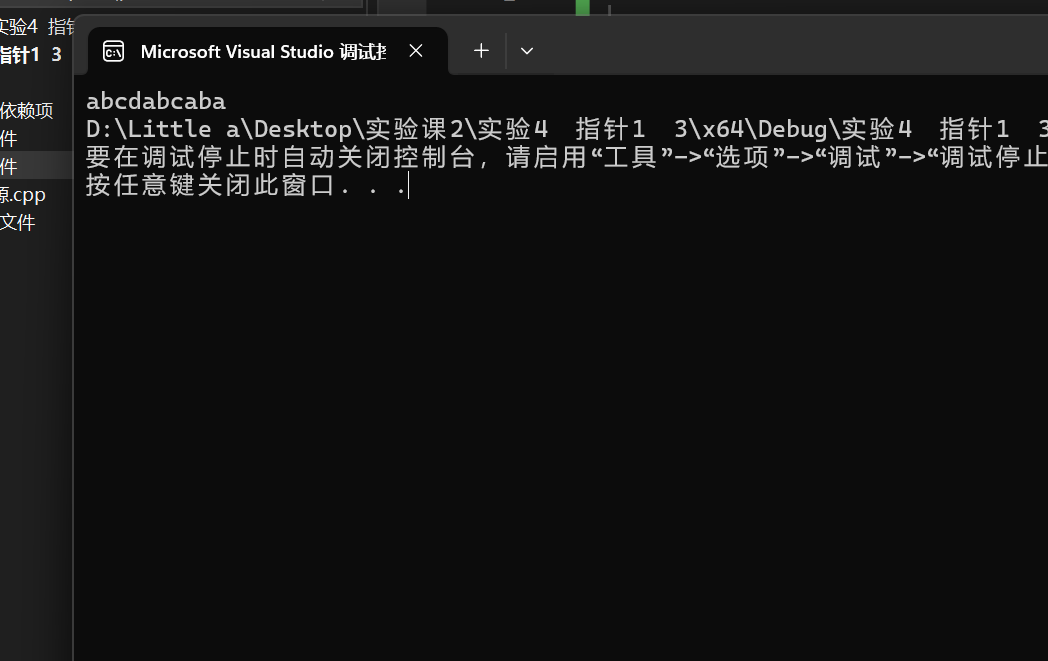 实验4 指针
指针1 3
依赖项
件
件
源.cpp
文件
Microsoft Visual Studio 调试控
abcdabcaba
D:\Little a\Desktop\实验课2\实验4 指针1 3\x64\Debug\实验4 指针1 3
要在调试停止时自动关闭控制台，请启用“工具”->“选项”->“调试”->“调试停止
按任意键关闭此窗口. . .